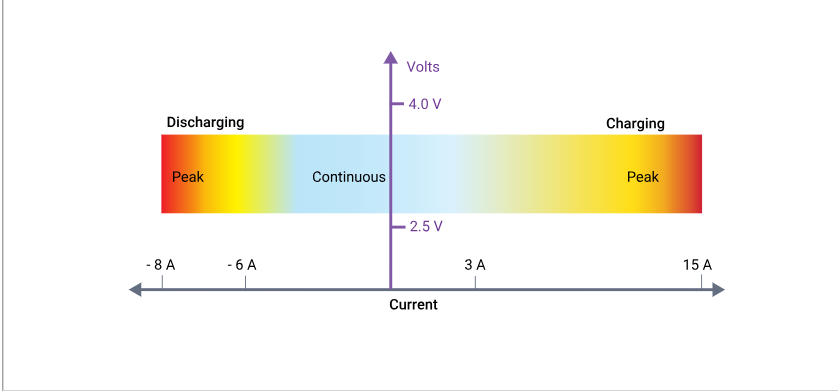 Volts
4.0 V
Discharging
Charging
Peak
Continuous
Peak
2.5 V
- 8 A
- 6 A
3 A
15 A
Current